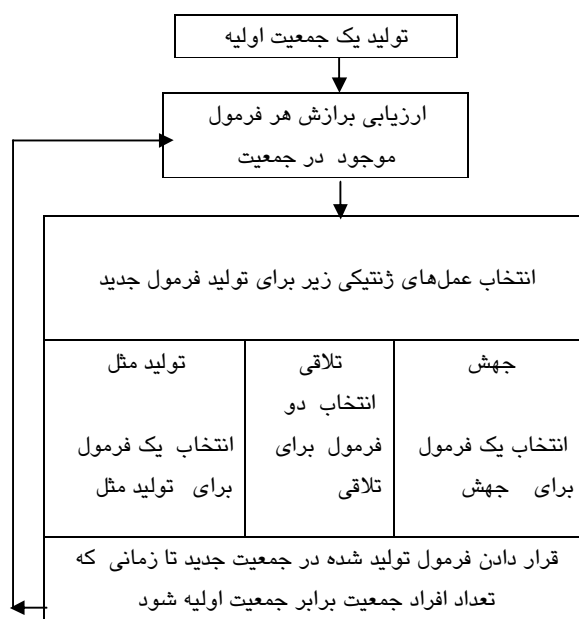 تولید یک جمعیت اولیه
ارزیابی برازش هر فرمول
موجود در جمعیت
انتخاب عمل‌های ژنتیکی زیر برای تولید فرمول جدید
جهش
انتخاب یک فرمول
برای جهش
تلاقی
انتخاب دو
فرمول برای
تلاقی
تولید مثل
انتخاب یک فرمول
برای تولید مثل
قرار دادن فرمول تولید شده در جمعیت جدید تا زمانی که
تعداد افراد جمعیت برابر جمعیت اولیه شود